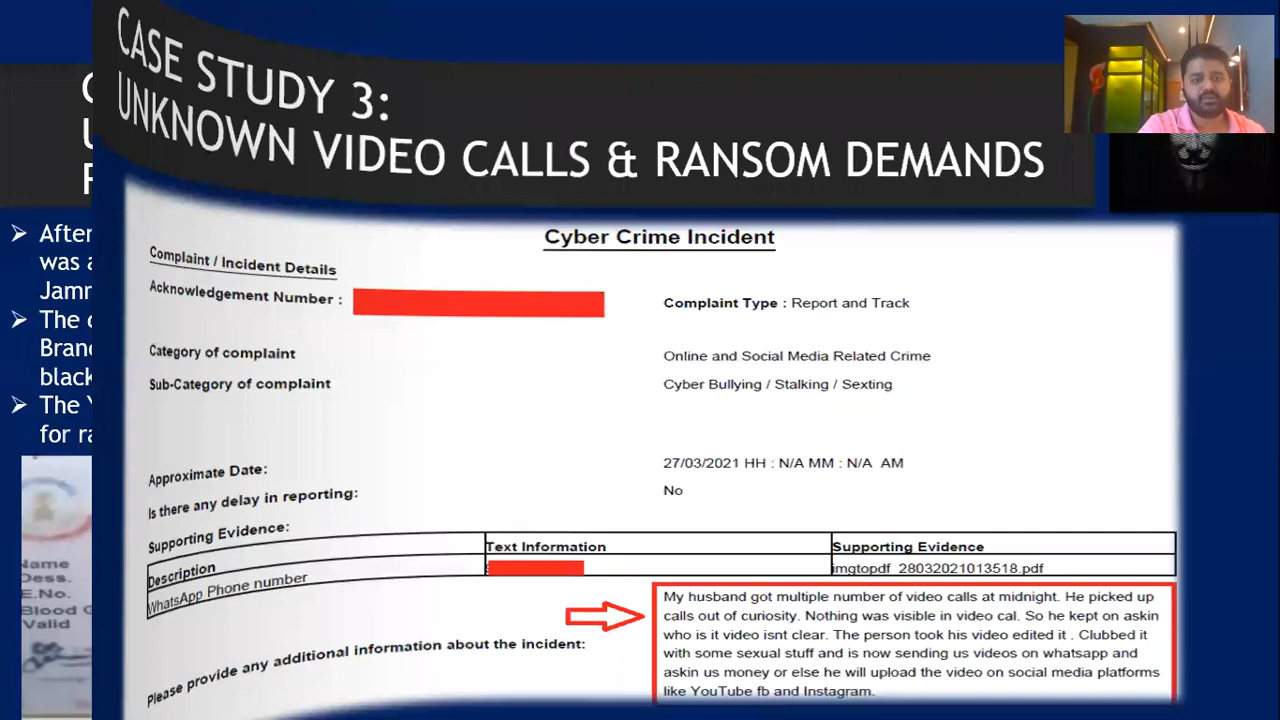 CASE STUDY 3:
UNKNOWN VIDEO CALLS & RANSOM DEMANDS
After
was a
Jamm
The
Bran
black
The
for ra
Name
Dess.
E.No.
Blood G
Valid
Cyber Crime Incident
Complaint / Incident Details
Acknowledgement Number :
Complaint Type : Report and Track
Category of complaint
Online and Social Media Related Crime
Sub-Category of complaint
Cyber Bullying / Stalking / Sexting
Approximate Date:
27/03/2021 HH : N/A MM : N/A AM
Is there any delay in reporting:
No
Supporting Evidence:
Description
Text Information
Supporting Evidence
WhatsApp Phone number
imgtopdf_28032021013518.pdf
Please provide any additional information about the incident:
My husband got multiple number of video calls at midnight. He picked up
calls out of curiosity. Nothing was visible in video cal. So he kept on askin
who is it video isnt clear. The person took his video edited it . Clubbed it
with some sexual stuff and is now sending us videos on whatsapp and
askin us money or else he will upload the video on social media platforms
like YouTube fb and Instagram.